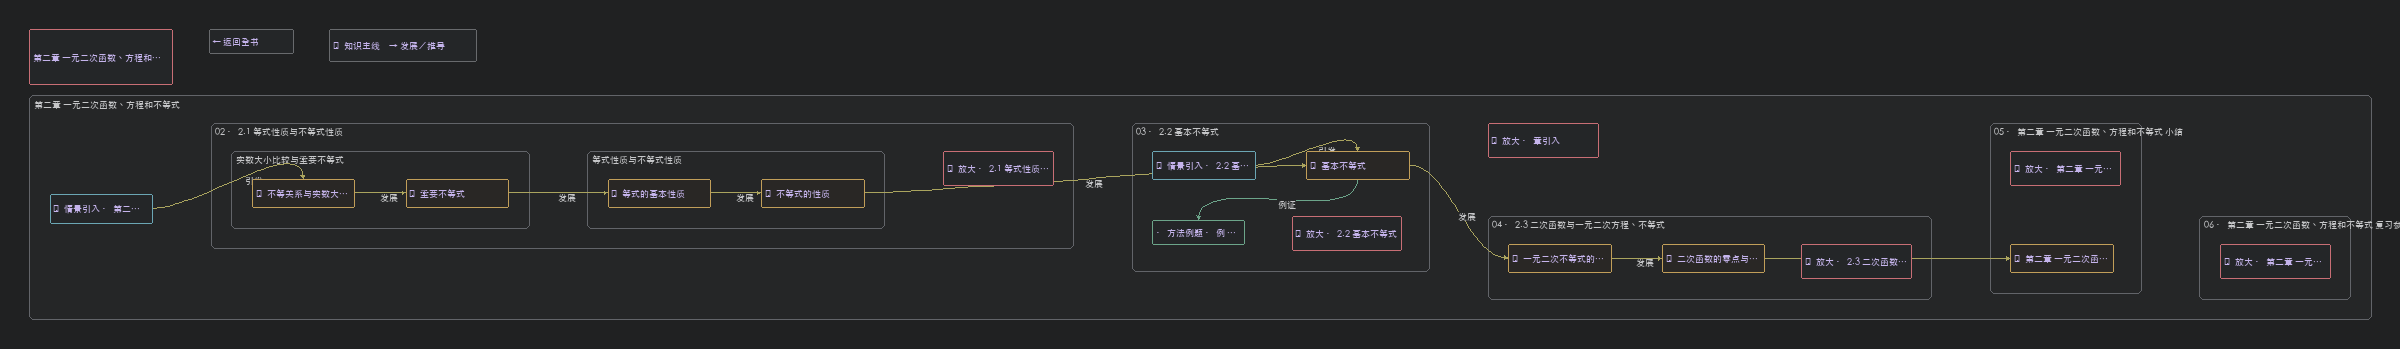 第二章 一元二次函数、方程和…
← 返回全书
知识主线 → 发展／推导
第二章 一元二次函数、方程和不等式
02 · 2.1 等式性质与不等式性质
实数大小比较与重要不等式
情景引入 · 第二…
引发
不等关系与实数大…
发展
重要不等式
发展
等式性质与不等式性质
等式的基本性质
发展
不等式的性质
放大 · 2.1 等式性质…
发展
03 · 2.2 基本不等式
情景引入 · 2.2 基…
引发
基本不等式
例证
· 方法例题 · 例 …
放大 · 2.2 基本不等式
发展
放大 · 章引入
04 · 2.3 二次函数与一元二次方程、不等式
一元二次不等式的…
发展
二次函数的零点与…
放大 · 2.3 二次函数…
05 · 第二章 一元二次函数、方程和不等式 小结
放大 · 第二章 一元…
第二章 一元二次函…
06 · 第二章 一元二次函数、方程和不等式 复习参
放大 · 第二章 一元…